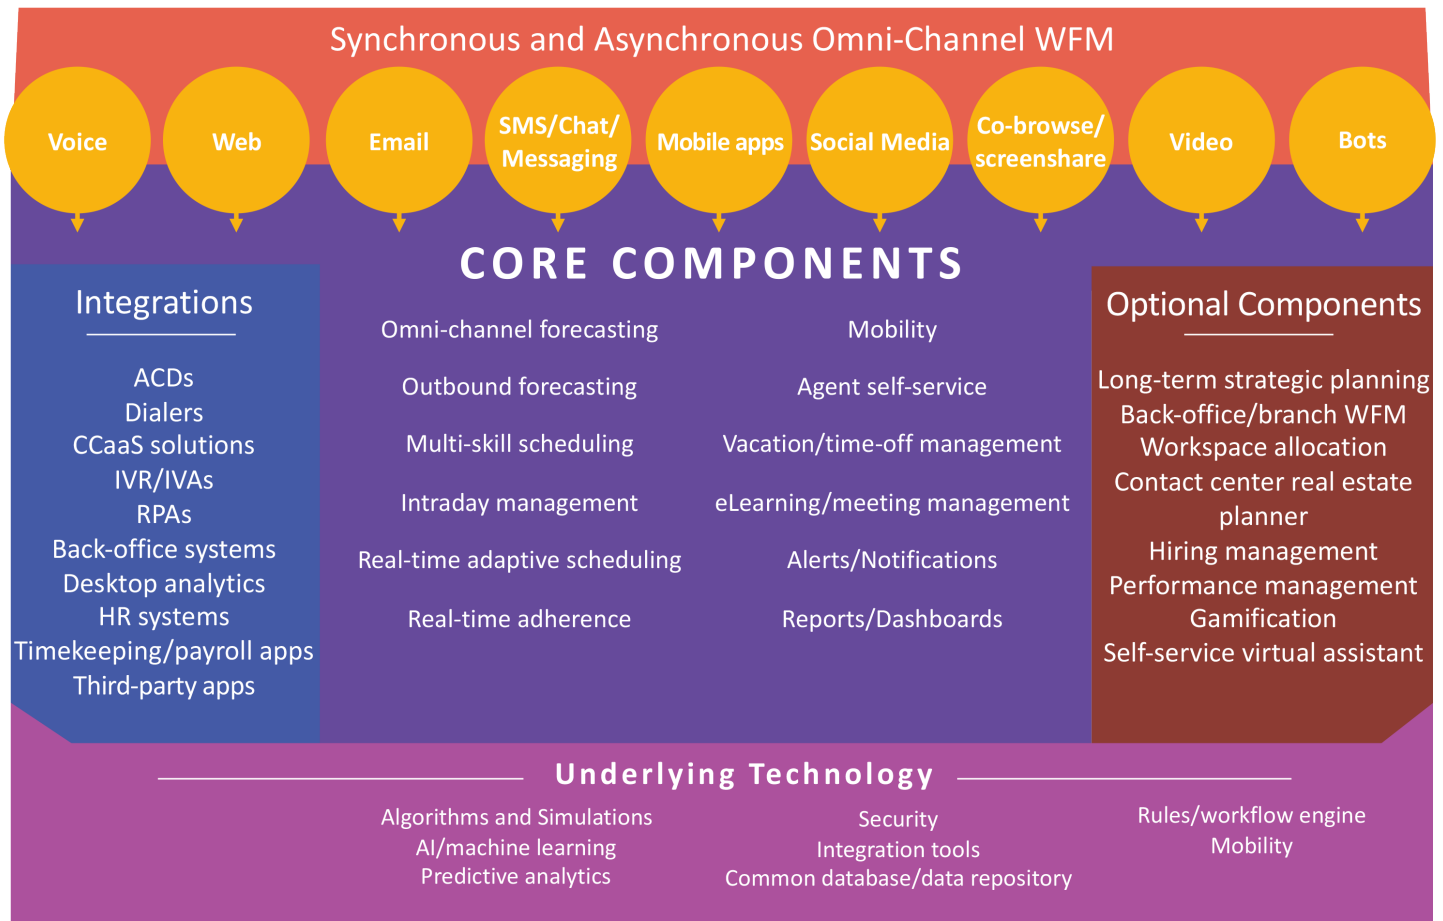 Synchronous and Asynchronous Omni-Channel WFM
Voice
Web
Email
SMS/Chat/
Messaging
Mobile apps
Social Media
Co-browse/
screenshare
Video
Bots
CORE COMPONENTS
Integrations
ACDs
Dialers
CCaaS solutions
IVR/IVAs
RPAs
Back-office systems
Desktop analytics
HR systems
Timekeeping/payroll apps
Third-party apps
Omni-channel forecasting
Outbound forecasting
Multi-skill scheduling
Intraday management
Real-time adaptive scheduling
Real-time adherence
Mobility
Agent self-service
Vacation/time-off management
eLearning/meeting management
Alerts/Notifications
Reports/Dashboards
Optional Components
Long-term strategic planning
Back-office/branch WFM
Workspace allocation
Contact center real estate
planner
Hiring management
Performance management
Gamification
Self-service virtual assistant
Underlying Technology
Algorithms and Simulations
AI/machine learning
Predictive analytics
Security
Integration tools
Common database/data repository
Rules/workflow engine
Mobility